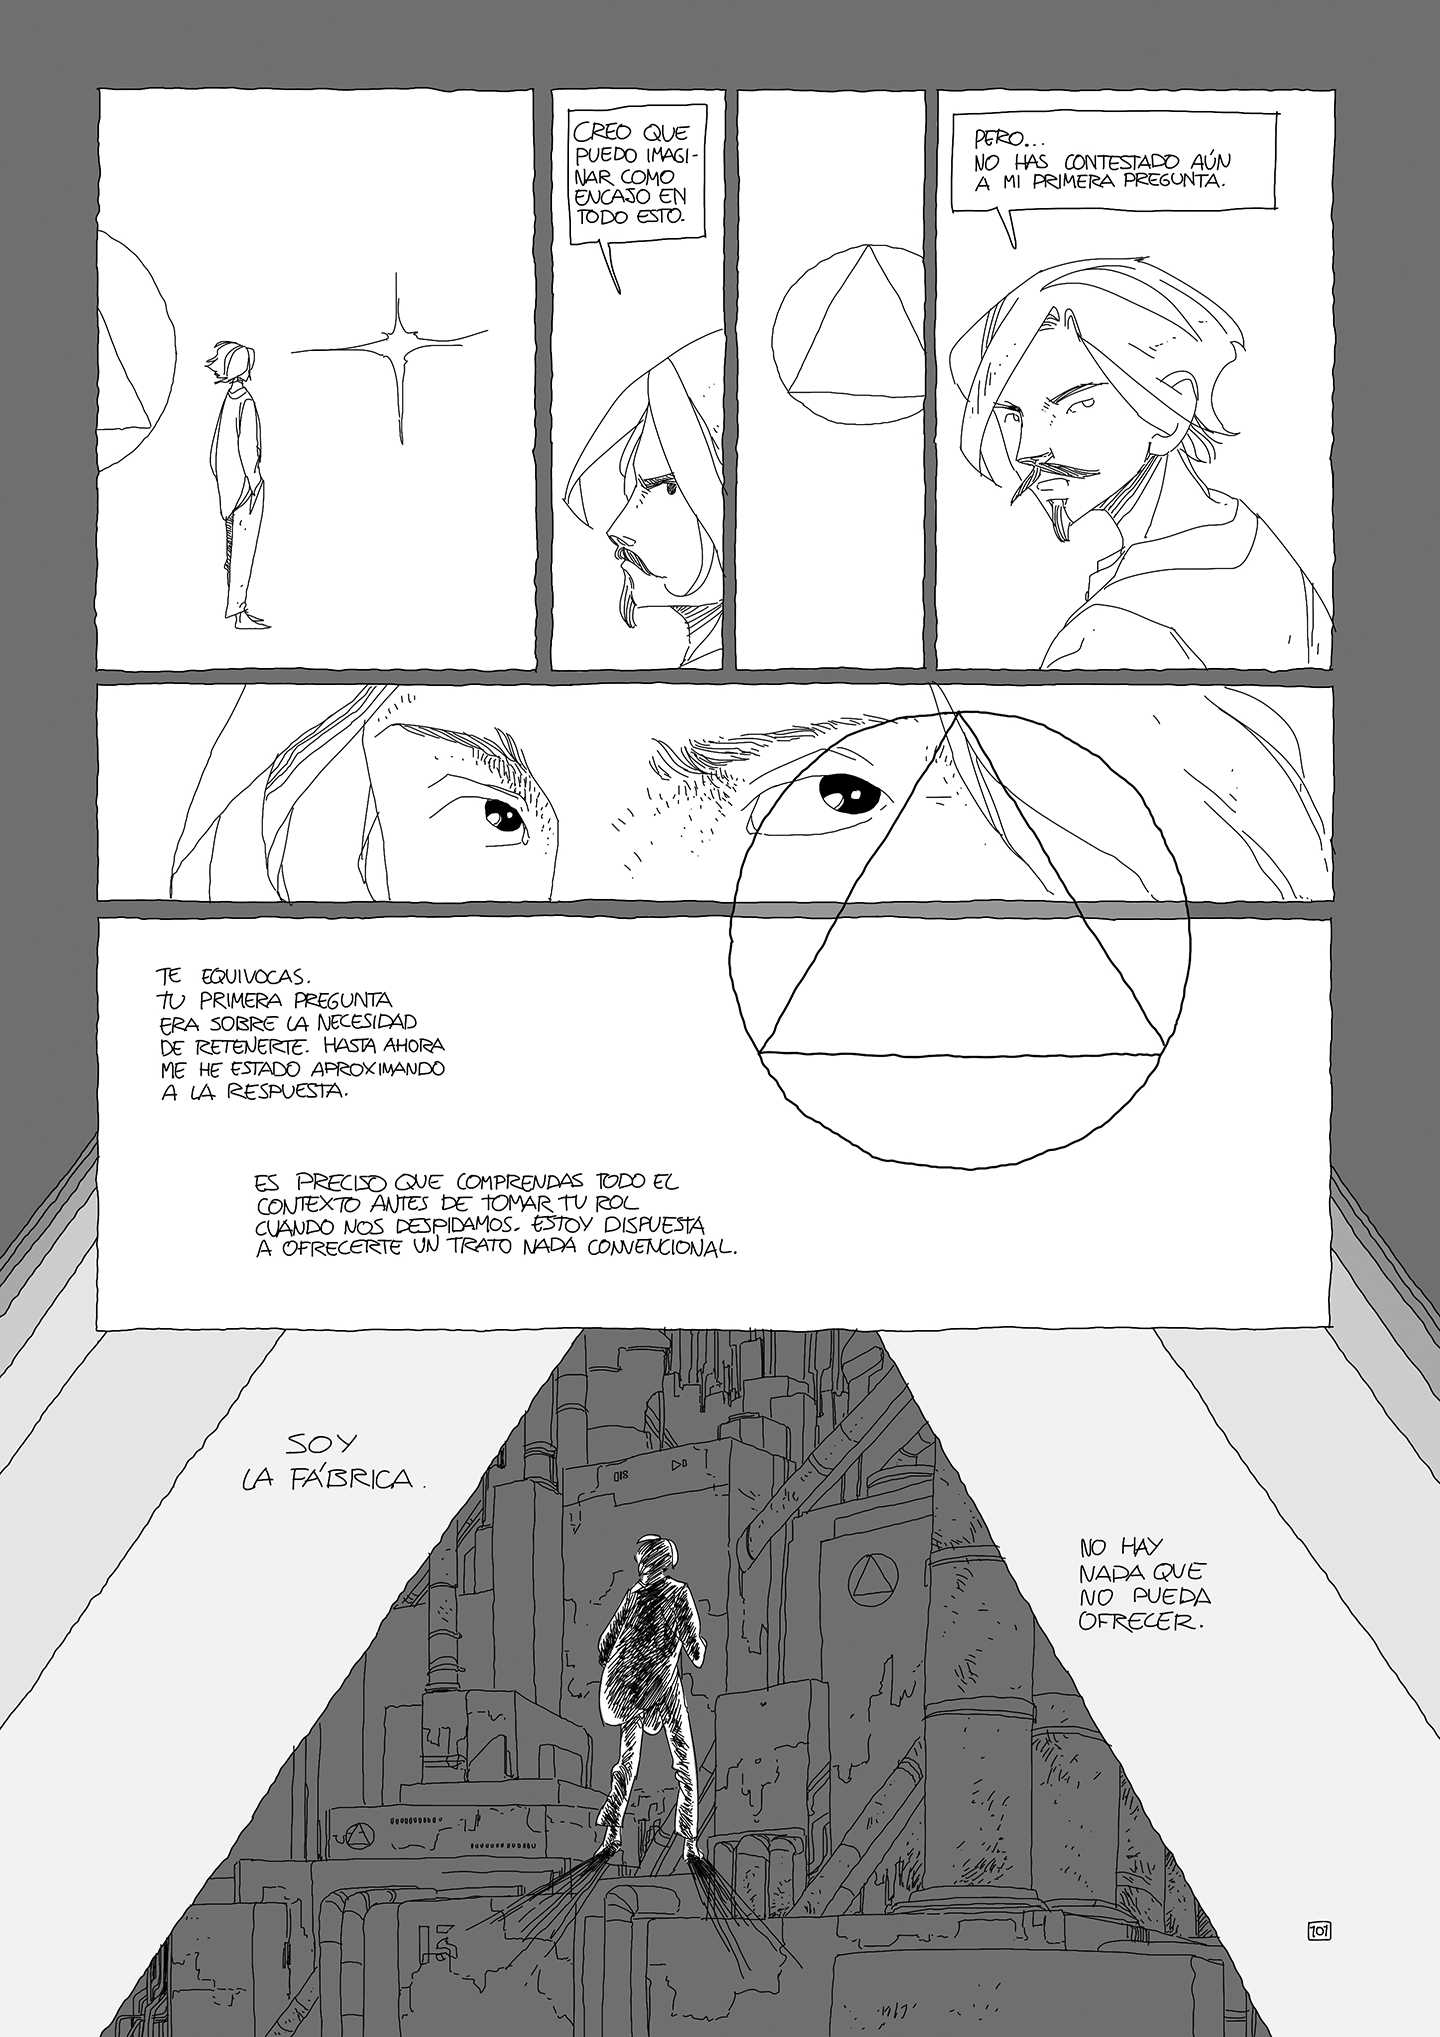 CREO QUE
PUEDO IMAGI-
NAR COMO
ENCAJO EN
TODO ESTO.
PERO...
NO HAS CONTESTADO AÚN
A MI PRIMERA PREGUNTA.
TE EQUIVOCAS.
TU PRIMERA PREGUNTA
ERA SOBRE LA NECESIDAD
DE RETENERTE. HASTA AHORA
ME HE ESTADO APROXIMANDO
A LA RESPUESTA.
ES PRECISO QUE COMPRENDAS TODO EL
CONTEXTO ANTES DE TOMAR TU ROL
CUANDO NOS DESPIDAMOS. ESTOY DISPUESTA
A OFRECERTE UN TRATO NADA CONVENCIONAL.
SOY
LA FÁBRICA.
018
NO HAY
NADA QUE
NO PUEDA
OFRECER.
101